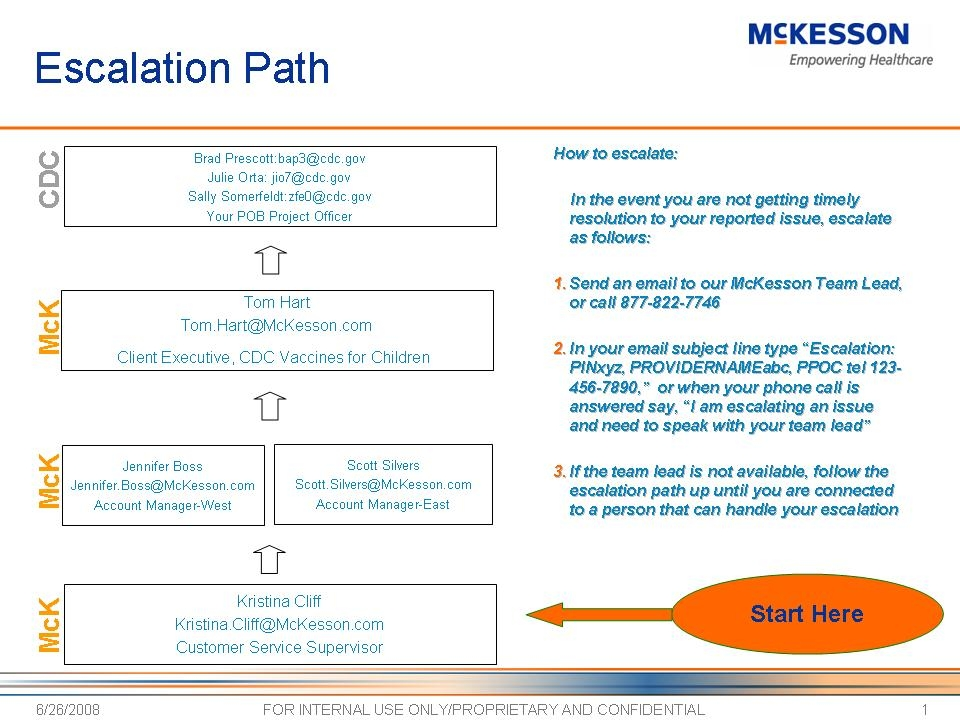 McKESSON
Empowering Healthcare
Escalation Path
CDC
Brad Prescott:bap3@cdc.gov
Julie Orta: jio7@cdc.gov
Sally Somerfeldt:zfe0@cdc.gov
Your POB Project Officer
McK
Tom Hart
Tom.Hart@McKesson.com
Client Executive, CDC Vaccines for Children
McK
Jennifer Boss
Jennifer.Boss@McKesson.com
Account Manager-West
Scott Silvers
Scott.Silvers@McKesson.com
Account Manager-East
McK
Kristina Cliff
Kristina.Cliff@McKesson.com
Customer Service Supervisor
How to escalate:
In the event you are not getting timely
resolution to your reported issue, escalate
as follows:
1. Send an email to our McKesson Team Lead,
or call 877-822-7746
2. In your email subject line type “Escalation:
PINxyz, PROVIDERNAMEabc, PPOC tel 123-
456-7890,” or when your phone call is
answered say, “I am escalating an issue
and need to speak with your team lead”
3. If the team lead is not available, follow the
escalation path up until you are connected
to a person that can handle your escalation
Start Here
6/26/2008
FOR INTERNAL USE ONLY/PROPRIETARY AND CONFIDENTIAL
1